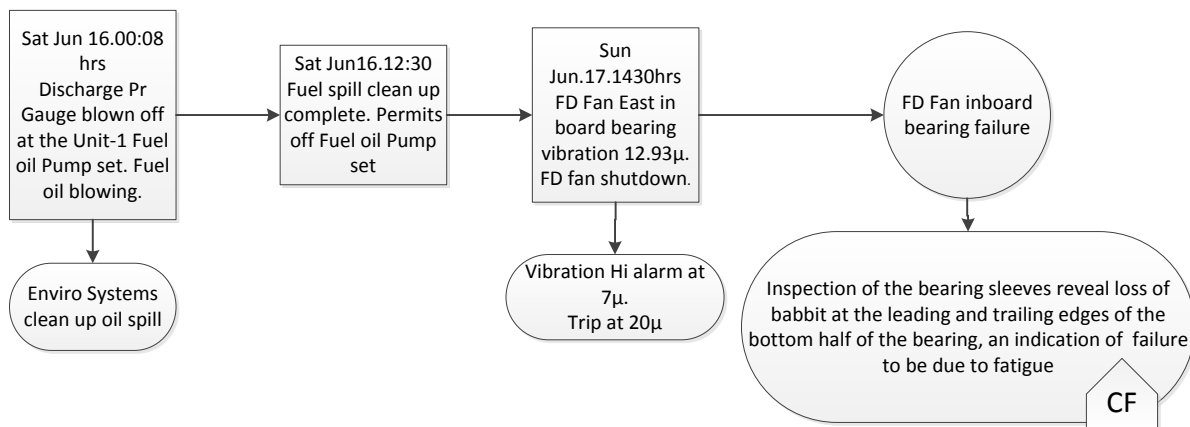 Sat Jun 16.00:08
hrs
Discharge Pr
Gauge blown off
at the Unit-1 Fuel
oil Pump set. Fuel
oil blowing.
Enviro Systems
clean up oil spill
Sat Jun16.12:30
Fuel spill clean up
complete. Permits
off Fuel oil Pump
set
Sun
Jun.17.1430hrs
FD Fan East in
board bearing
vibration 12.93µ.
FD fan shutdown.
Vibration Hi alarm at
7µ.
Trip at 20µ
FD Fan inboard
bearing failure
Inspection of the bearing sleeves reveal loss of
babbit at the leading and trailing edges of the
bottom half of the bearing, an indication of failure
to be due to fatigue
CF